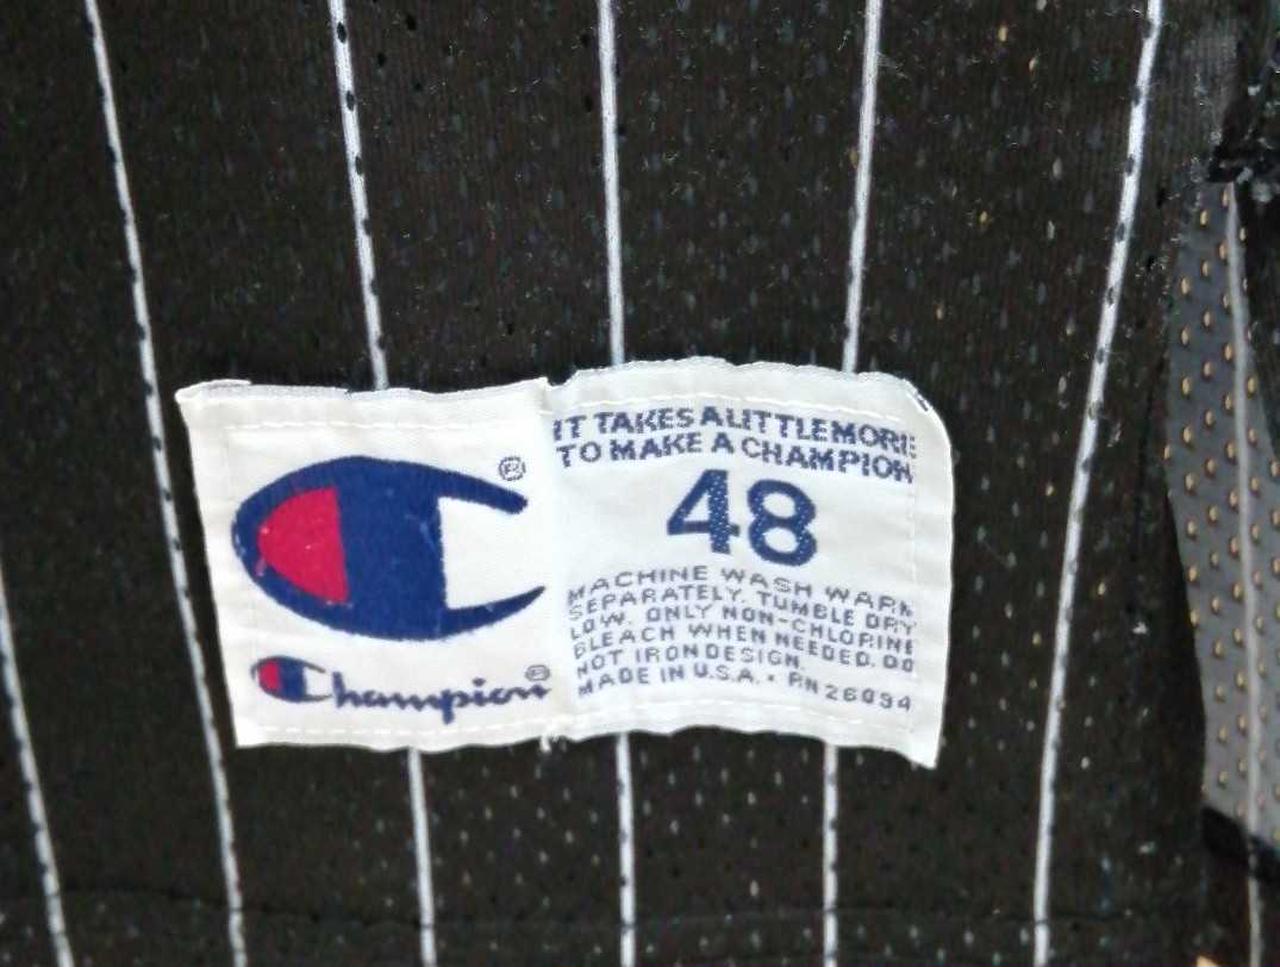 IT TAKES A LITTLE MORE
TO MAKE A CHAMPION
48
MACHINE WASH WARM
SEPARATELY. TUMBLE DRY
LOW. ONLY NON-CHLORINE
BLEACH WHEN NEEDED. DO
NOT IRON DESIGN.
MADE IN U.S.A. • RN 26094
®
Champion®